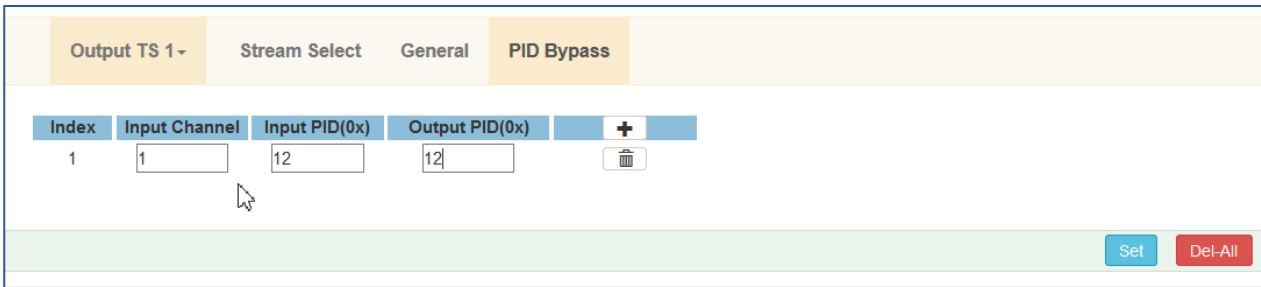 Output TS 1 Stream Select General PID Bypass
Index Input Channel Input PID(0x) Output PID(0x) +
1 1 12 12
Set Del-All